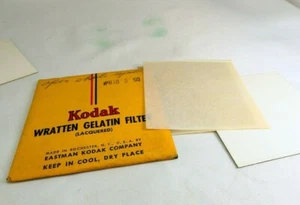 Kodak
WRATTEN GELATIN FILTE
(LACQUERED)
MADE IN ROCHESTER, N. Y., U.S.A. BY
EASTMAN KODAK COMPANY
KEEP IN COOL, DRY PLACE